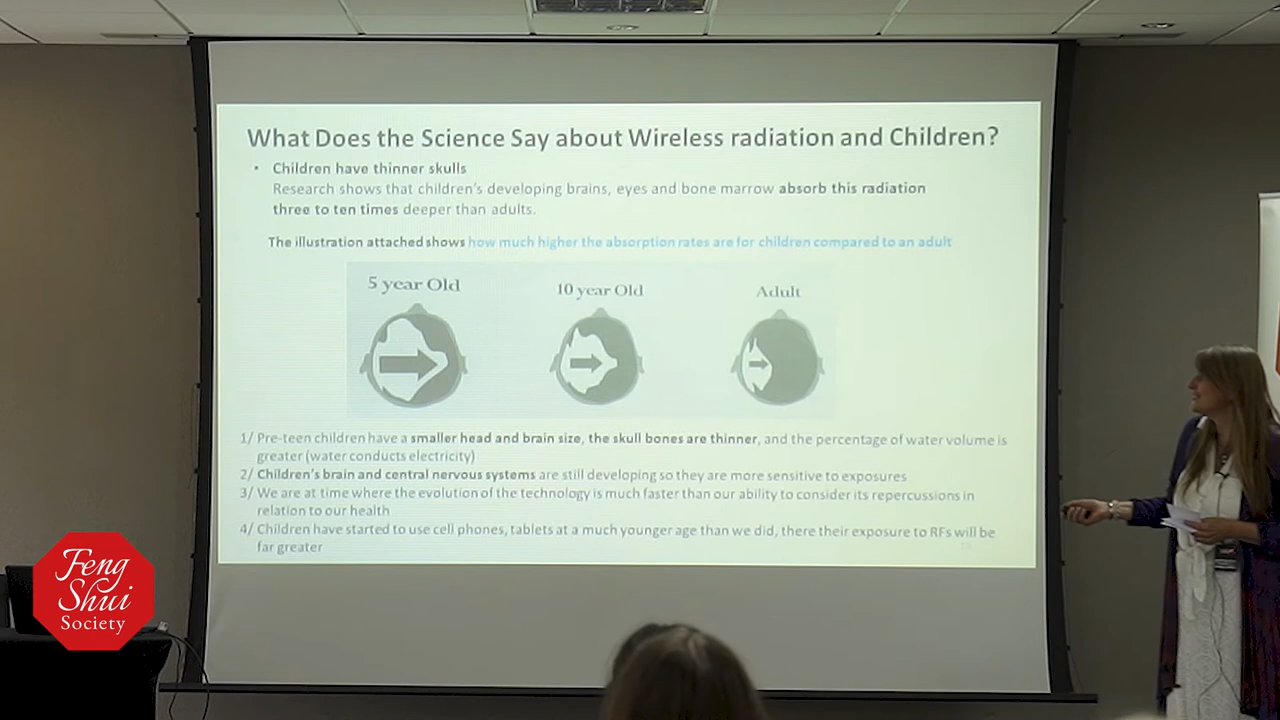 What Does the Science Say about Wireless radiation and Children?
• Children have thinner skulls
Research shows that children's developing brains, eyes and bone marrow absorb this radiation
three to ten times deeper than adults.
The illustration attached shows how much higher the absorption rates are for children compared to an adult
5 year Old
10 year Old
Adult
1/ Pre-teen children have a smaller head and brain size, the skull bones are thinner, and the percentage of water volume is
greater (water conducts electricity)
2/ Children's brain and central nervous systems are still developing so they are more sensitive to exposures
3/ We are at time where the evolution of the technology is much faster than our ability to consider its repercussions in
relation to our health
4/ Children have started to use cell phones, tablets at a much younger age than we did, there their exposure to RFs will be
far greater
Feng
Shui
Society